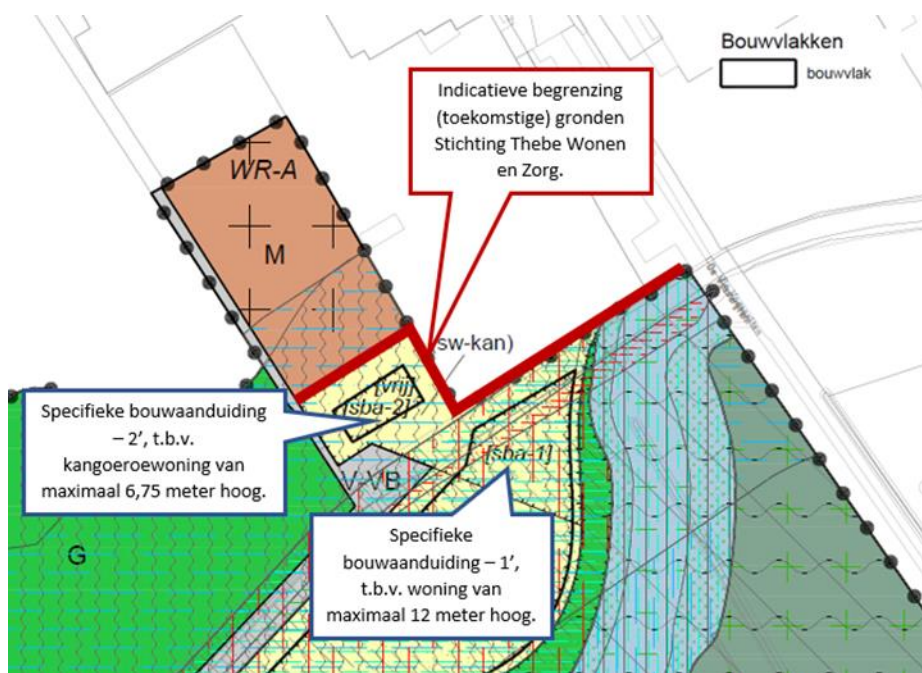 Bouwvlakken
bouwvlak
Indicatieve begrenzing
(toekomstige) gronden
Stichting Thebe Wonen
en Zorg.
WR-A
M
(sw-kan)
[vrij]
[sba-2]
Specifieke bouwaanduiding
– 2’, t.b.v.
kangoeroewoning van
maximaal 6,75 meter hoog.
[sba-1]
V-VB
G
Specifieke
bouwaanduiding – 1’,
t.b.v. woning van
maximaal 12 meter hoog.